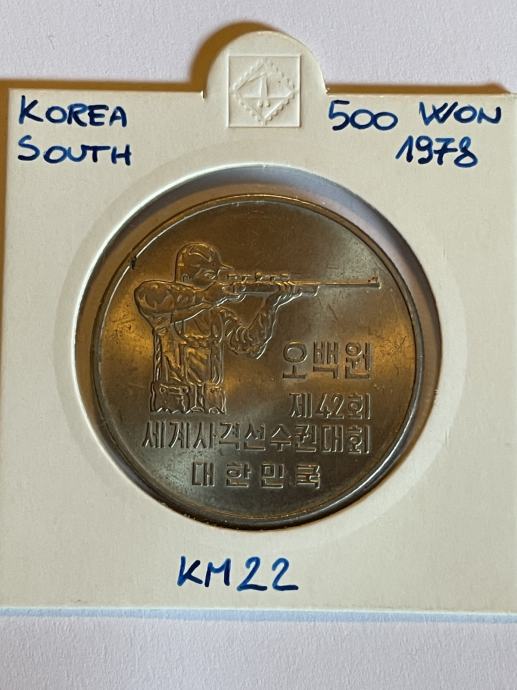 KOREA
SOUTH
500 WON
1978
오백원
제42회
세계사격선수권대회
대한민국
KM22